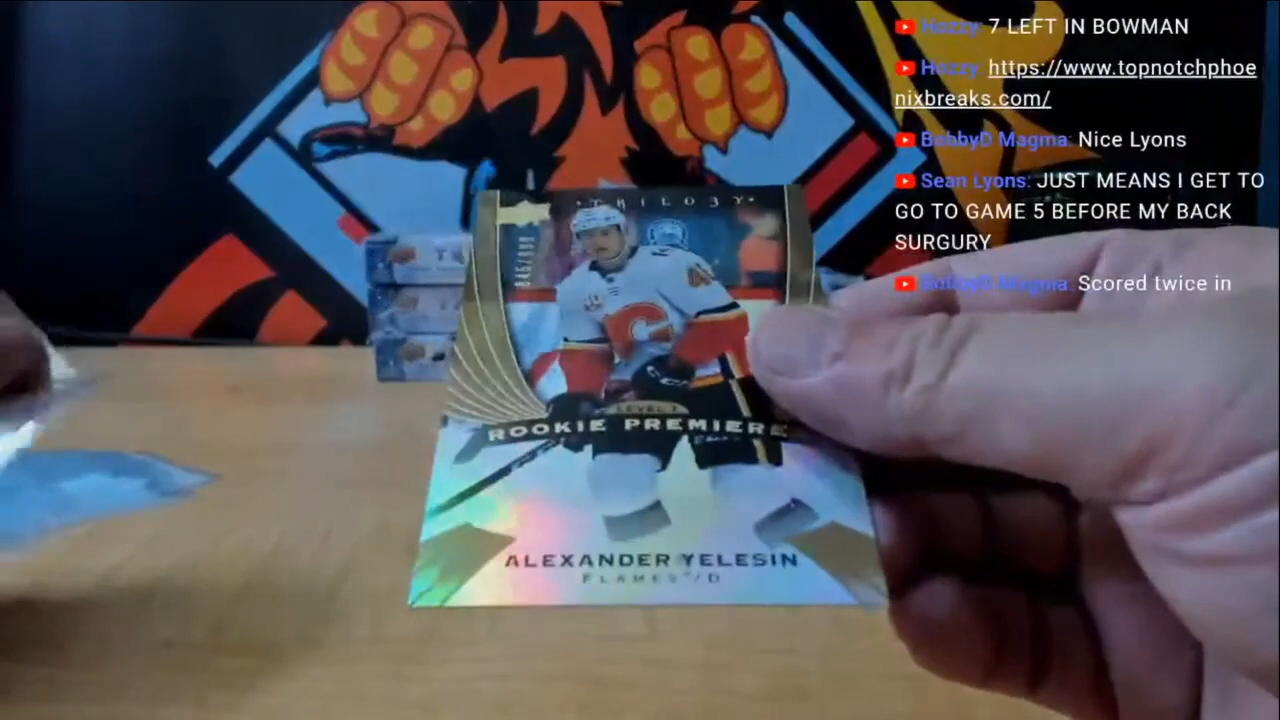 Hozzy: 7 LEFT IN BOWMAN
Hozzy: https://www.topnotchphoe
nixbreaks.com/
BobbyD Magma: Nice Lyons
Sean Lyons: JUST MEANS I GET TO
GO TO GAME 5 BEFORE MY BACK
SURGURY
BobbyD Magma: Scored twice in
TRILOGY
ROOKIE PREMIERE
ALEXANDER YELESIN
FLAMES / D